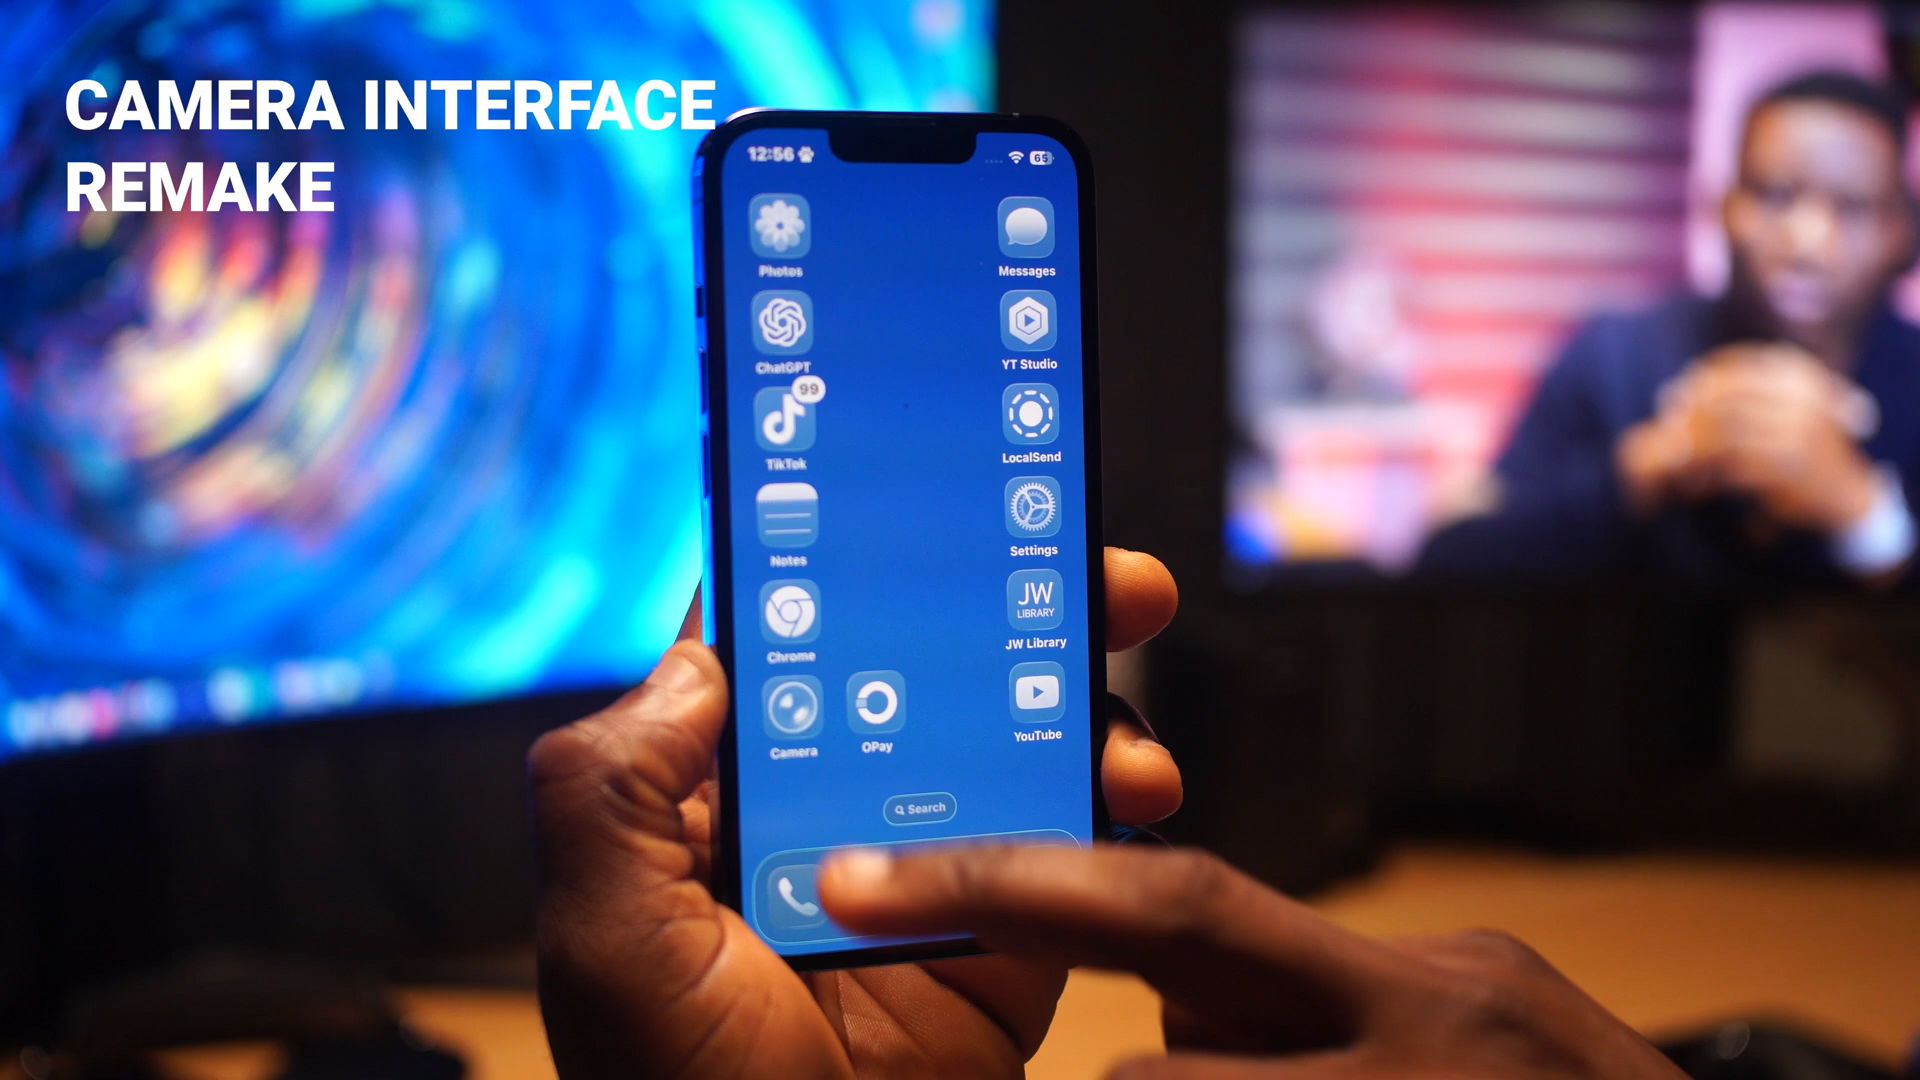 CAMERA INTERFACE
REMAKE
12:56
65
Photos
Messages
ChatGPT
YT Studio
99
TikTok
LocalSend
Notes
Settings
JW
LIBRARY
Chrome
JW Library
Camera
OPay
YouTube
Search